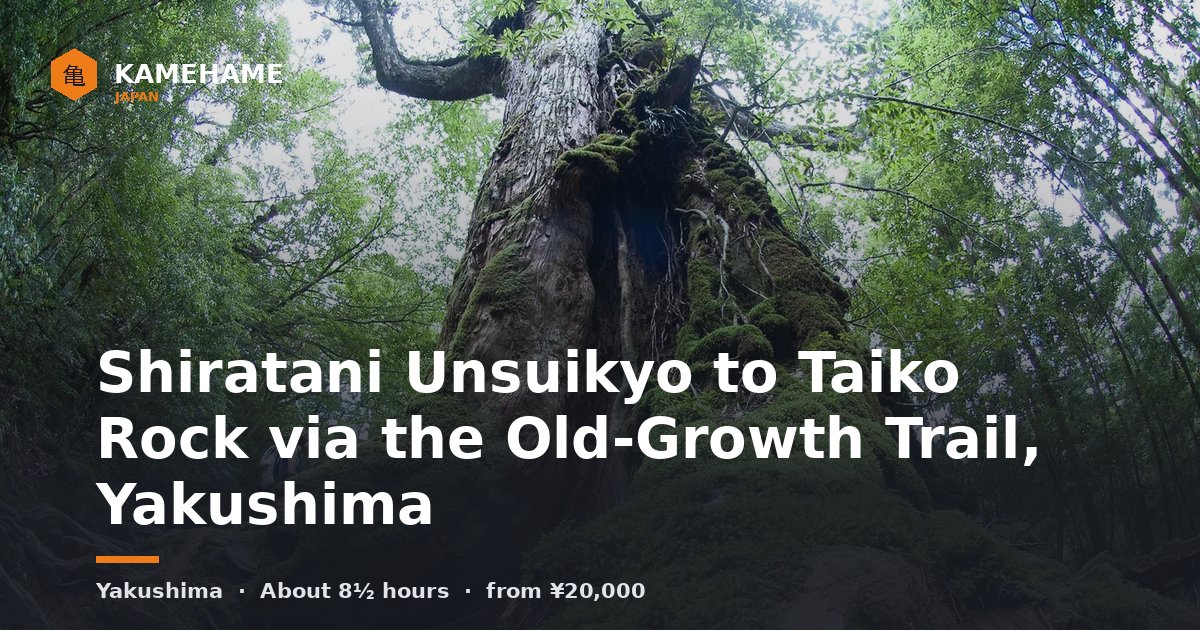 亀
KAMEHAME
JAPAN
Shiratani Unsuikyo to Taiko
Rock via the Old-Growth Trail,
Yakushima
Yakushima · About 8½ hours · from ¥20,000